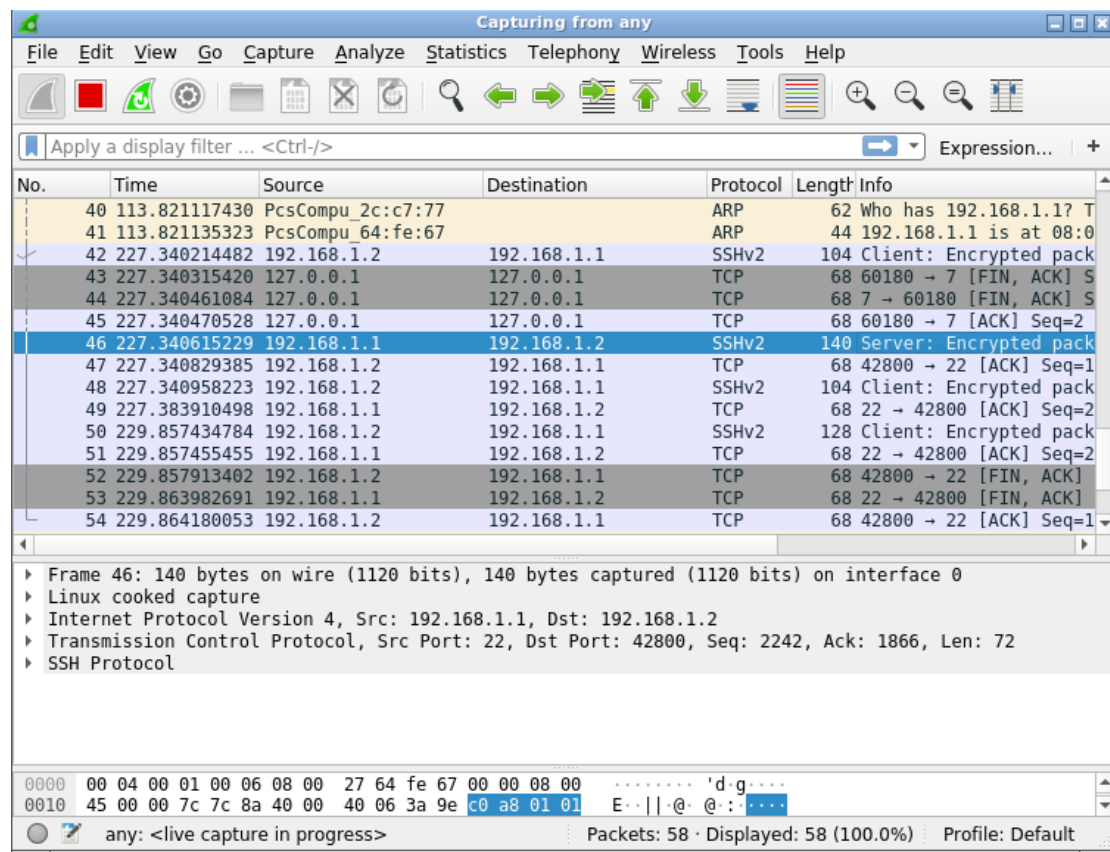 Capturing from any
File Edit View Go Capture Analyze Statistics Telephony Wireless Tools Help
Apply a display filter ... <Ctrl-/> Expression... +
No. Time Source Destination Protocol Length Info
40 113.821117430 PcsCompu_2c:c7:77 ARP 62 Who has 192.168.1.1? T
41 113.821135323 PcsCompu_64:fe:67 ARP 44 192.168.1.1 is at 08:0
42 227.340214482 192.168.1.2 192.168.1.1 SSHv2 104 Client: Encrypted pack
43 227.340315420 127.0.0.1 127.0.0.1 TCP 68 60180 → 7 [FIN, ACK] S
44 227.340461084 127.0.0.1 127.0.0.1 TCP 68 7 → 60180 [FIN, ACK] S
45 227.340470528 127.0.0.1 127.0.0.1 TCP 68 60180 → 7 [ACK] Seq=2
46 227.340615229 192.168.1.1 192.168.1.2 SSHv2 140 Server: Encrypted pack
47 227.340829385 192.168.1.2 192.168.1.1 TCP 68 42800 → 22 [ACK] Seq=1
48 227.340958223 192.168.1.2 192.168.1.1 SSHv2 104 Client: Encrypted pack
49 227.383910498 192.168.1.1 192.168.1.2 TCP 68 22 → 42800 [ACK] Seq=2
50 229.857434784 192.168.1.2 192.168.1.1 SSHv2 128 Client: Encrypted pack
51 229.857455455 192.168.1.1 192.168.1.2 TCP 68 22 → 42800 [ACK] Seq=2
52 229.857913402 192.168.1.2 192.168.1.1 TCP 68 42800 → 22 [FIN, ACK]
53 229.863982691 192.168.1.1 192.168.1.2 TCP 68 22 → 42800 [FIN, ACK]
54 229.864180053 192.168.1.2 192.168.1.1 TCP 68 42800 → 22 [ACK] Seq=1
Frame 46: 140 bytes on wire (1120 bits), 140 bytes captured (1120 bits) on interface 0
Linux cooked capture
Internet Protocol Version 4, Src: 192.168.1.1, Dst: 192.168.1.2
Transmission Control Protocol, Src Port: 22, Dst Port: 42800, Seq: 2242, Ack: 1866, Len: 72
SSH Protocol
0000 00 04 00 01 00 06 08 00 27 64 fe 67 00 00 08 00 ········ 'd·g····
0010 45 00 00 7c 7c 8a 40 00 40 06 3a 9e c0 a8 01 01 E··||·@· @·:·····
any: <live capture in progress> Packets: 58 · Displayed: 58 (100.0%) Profile: Default